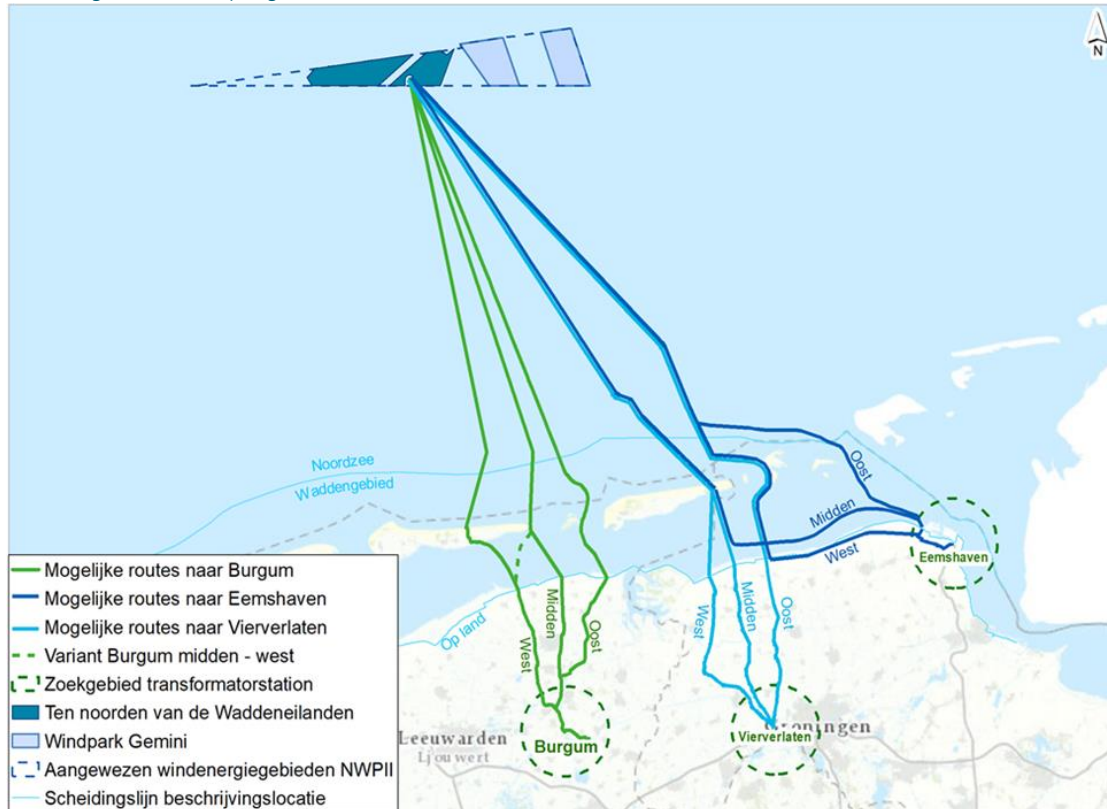 N
Noordzee
Waddengebied
Oost
Midden
West
Eemshaven
Op land
West
Midden
Oost
West
Midden
Oost
Leeuwarden
Ljouwert
Burgum
Vierverlaten
Groningen
Mogelijke routes naar Burgum
Mogelijke routes naar Eemshaven
Mogelijke routes naar Vierverlaten
Variant Burgum midden - west
Zoekgebied transformatorstation
Ten noorden van de Waddeneilanden
Windpark Gemini
Aangewezen windenergiegebieden NWPII
Scheidingslijn beschrijvingslocatie